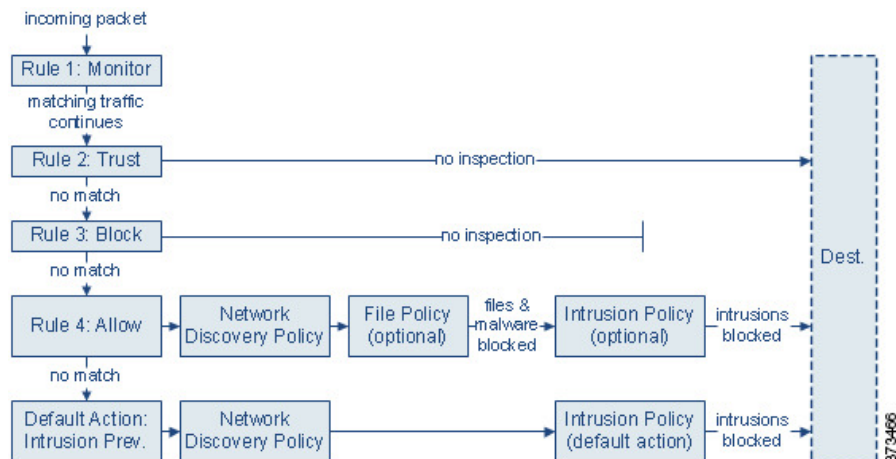 incoming packet
Rule 1: Monitor
matching traffic
continues
Rule 2: Trust
no inspection
no match
Rule 3: Block
no inspection
no match
Dest.
Rule 4: Allow
Network
Discovery Policy
File Policy
(optional)
files &
malware
blocked
Intrusion Policy
(optional)
intrusions
blocked
no match
Default Action:
Intrusion Prev.
Network
Discovery Policy
Intrusion Policy
(default action)
intrusions
blocked